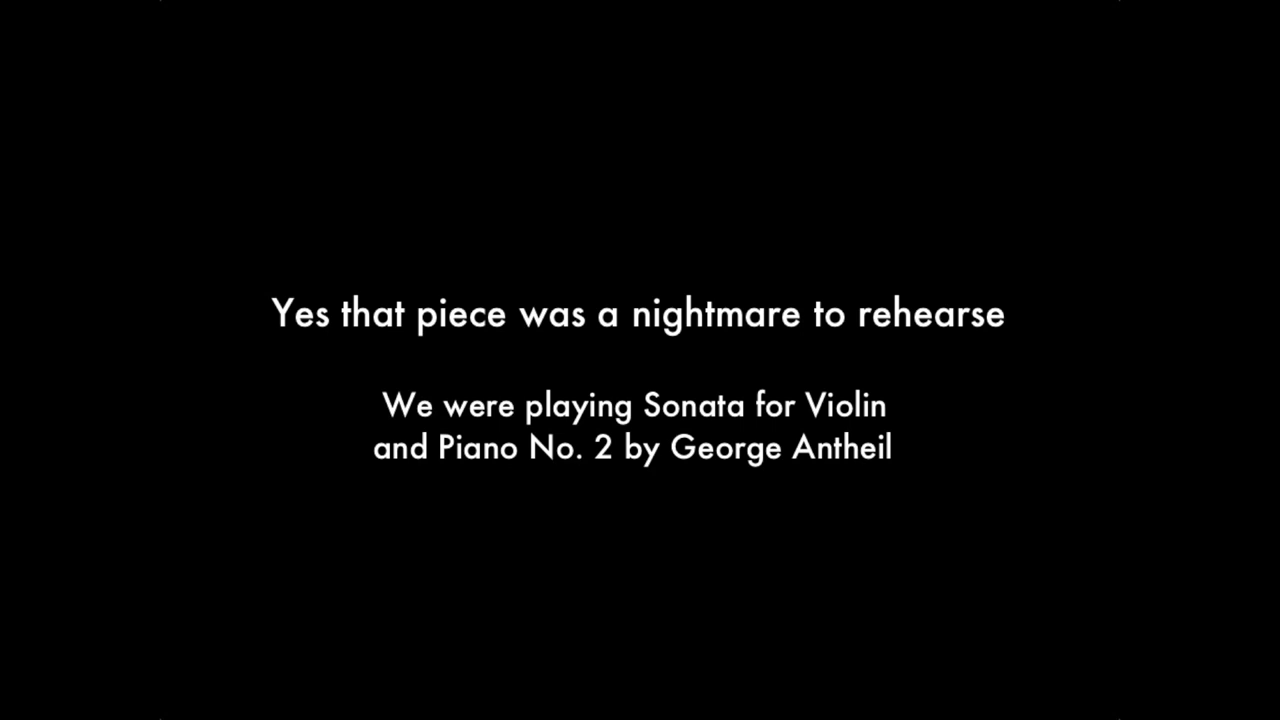 Yes that piece was a nightmare to rehearse
We were playing Sonata for Violin
and Piano No. 2 by George Antheil